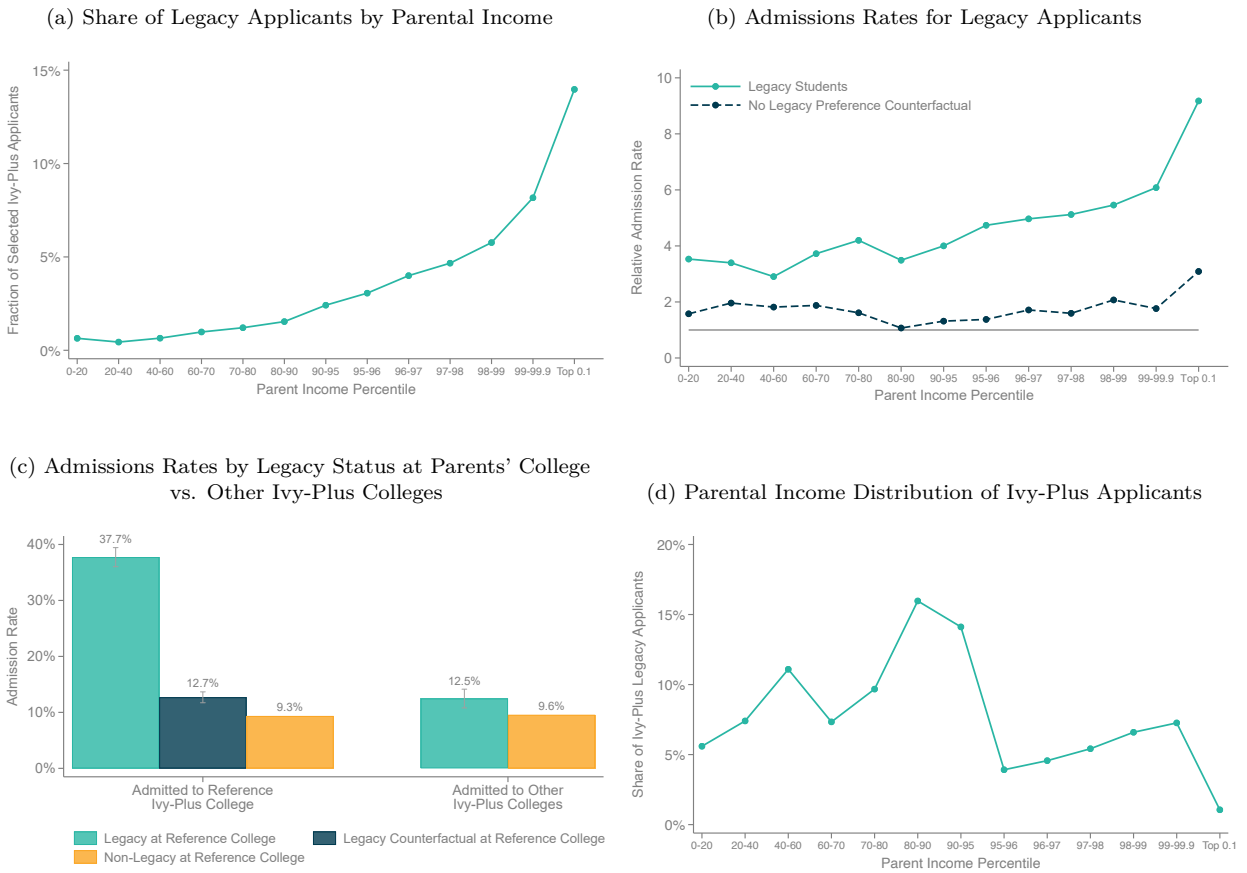 (a) Share of Legacy Applicants by Parental Income
Fraction of Selected Ivy-Plus Applicants
15%
10%
5%
0%
0-20 20-40 40-60 60-70 70-80 80-90 90-95 95-96 96-97 97-98 98-99 99-99.9 Top 0.1
Parent Income Percentile
(b) Admissions Rates for Legacy Applicants
Relative Admission Rate
10
8
6
4
2
0
Legacy Students
No Legacy Preference Counterfactual
0-20 20-40 40-60 60-70 70-80 80-90 90-95 95-96 96-97 97-98 98-99 99-99.9 Top 0.1
Parent Income Percentile
(c) Admissions Rates by Legacy Status at Parents' College
vs. Other Ivy-Plus Colleges
Admission Rate
40%
30%
20%
10%
0%
37.7%
12.7%
9.3%
12.5%
9.6%
Admitted to Reference
Ivy-Plus College
Admitted to Other
Ivy-Plus Colleges
Legacy at Reference College
Legacy Counterfactual at Reference College
Non-Legacy at Reference College
(d) Parental Income Distribution of Ivy-Plus Applicants
Share of Ivy-Plus Legacy Applicants
20%
15%
10%
5%
0%
0-20 20-40 40-60 60-70 70-80 80-90 90-95 95-96 96-97 97-98 98-99 99-99.9 Top 0.1
Parent Income Percentile